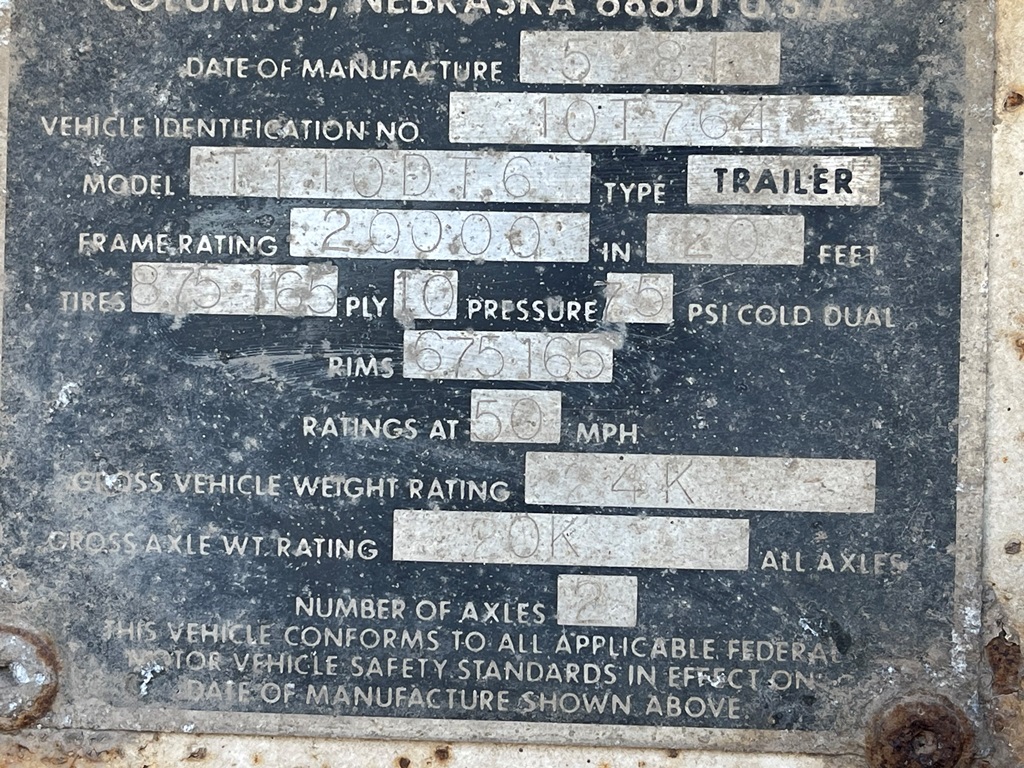 COLUMBUS, NEBRASKA 68601 U.S.A.
DATE OF MANUFACTURE 5 81
VEHICLE IDENTIFICATION NO. 10T764
MODEL T110DT6 TYPE TRAILER
FRAME RATING 20000 IN 20 FEET
TIRES 875 165 PLY 10 PRESSURE 75 PSI COLD DUAL
RIMS 675 165
RATINGS AT 50 MPH
GROSS VEHICLE WEIGHT RATING 24K
GROSS AXLE WT. RATING 20K ALL AXLES
NUMBER OF AXLES 2
THIS VEHICLE CONFORMS TO ALL APPLICABLE FEDERAL
MOTOR VEHICLE SAFETY STANDARDS IN EFFECT ON
DATE OF MANUFACTURE SHOWN ABOVE.